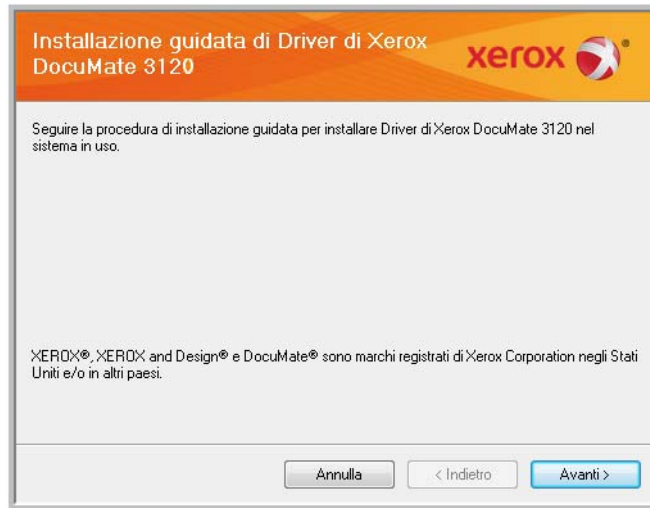 Installazione guidata di Driver di Xerox
DocuMate 3120
xerox ®
Seguire la procedura di installazione guidata per installare Driver di Xerox DocuMate 3120 nel
sistema in uso.
XEROX®, XEROX and Design® e DocuMate® sono marchi registrati di Xerox Corporation negli Stati
Uniti e/o in altri paesi.
Annulla
< Indietro
Avanti >